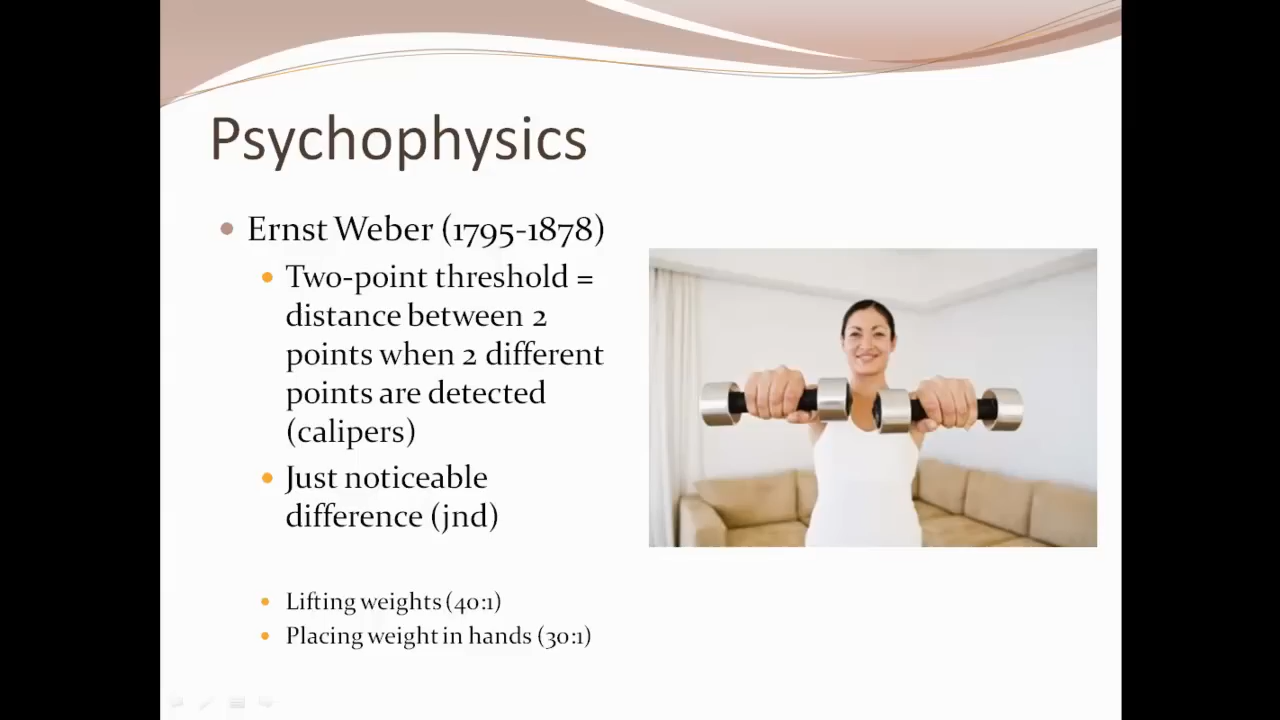 Psychophysics
Ernst Weber (1795-1878)
Two-point threshold =
distance between 2
points when 2 different
points are detected
(calipers)
Just noticeable
difference (jnd)
Lifting weights (40:1)
Placing weight in hands (30:1)